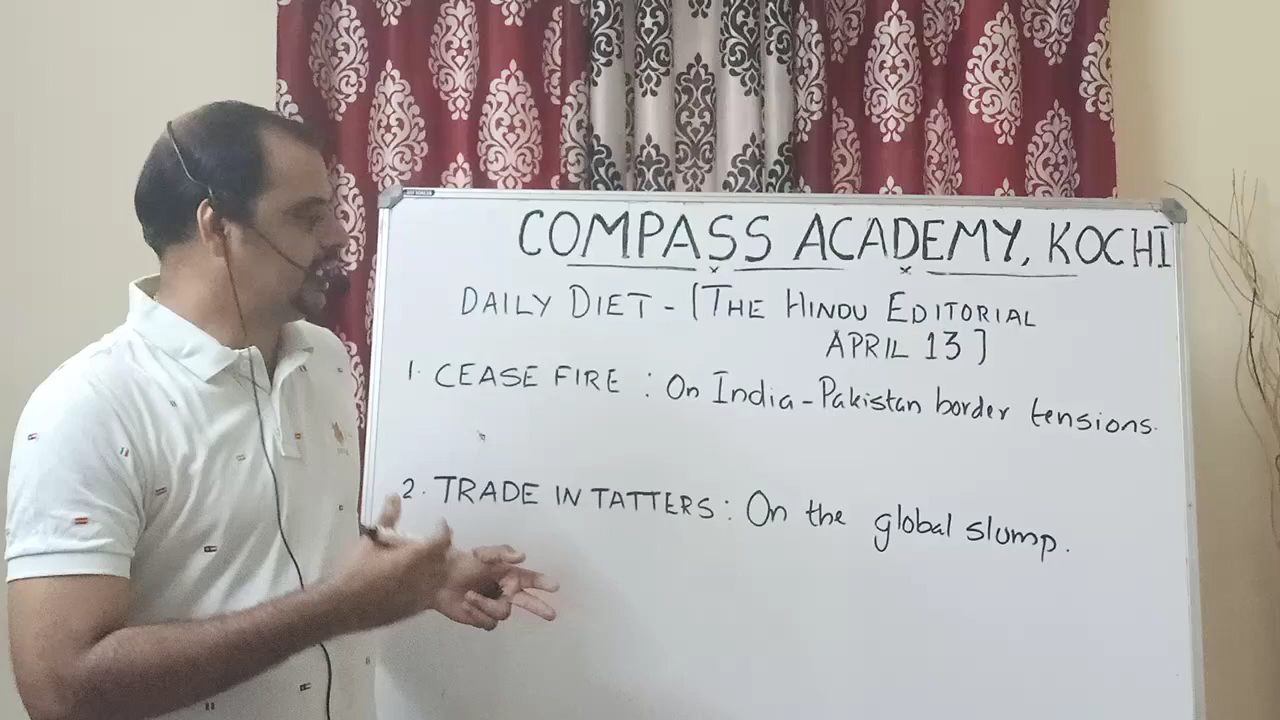 COMPASS ACADEMY, KOCHI
DAILY DIET - [THE HINDU EDITORIAL
APRIL 13]
1. CEASE FIRE : On India-Pakistan border tensions.
2. TRADE IN TATTERS : On the global slump.